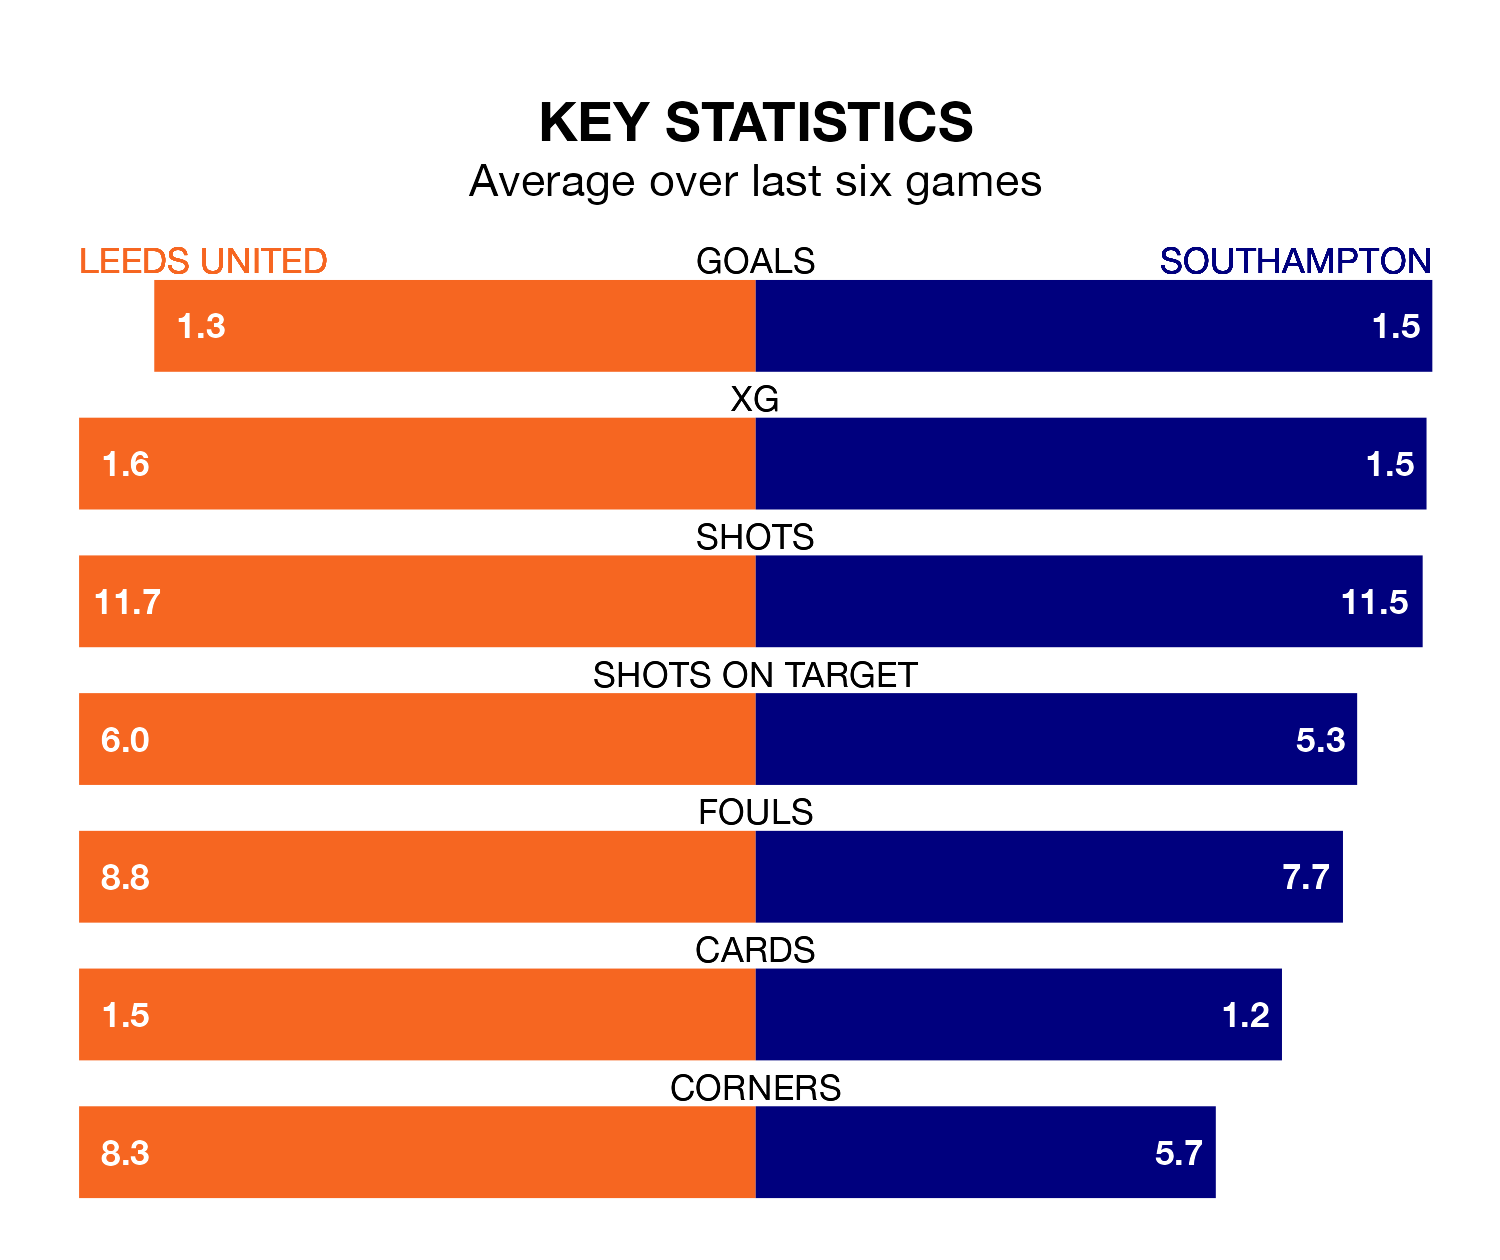 KEY STATISTICS
Average over last six games
LEEDS UNITED GOALS SOUTHAMPTON
1.3 1.5
XG
1.6 1.5
SHOTS
11.7 11.5
SHOTS ON TARGET
6.0 5.3
FOULS
8.8 7.7
CARDS
1.5 1.2
CORNERS
8.3 5.7